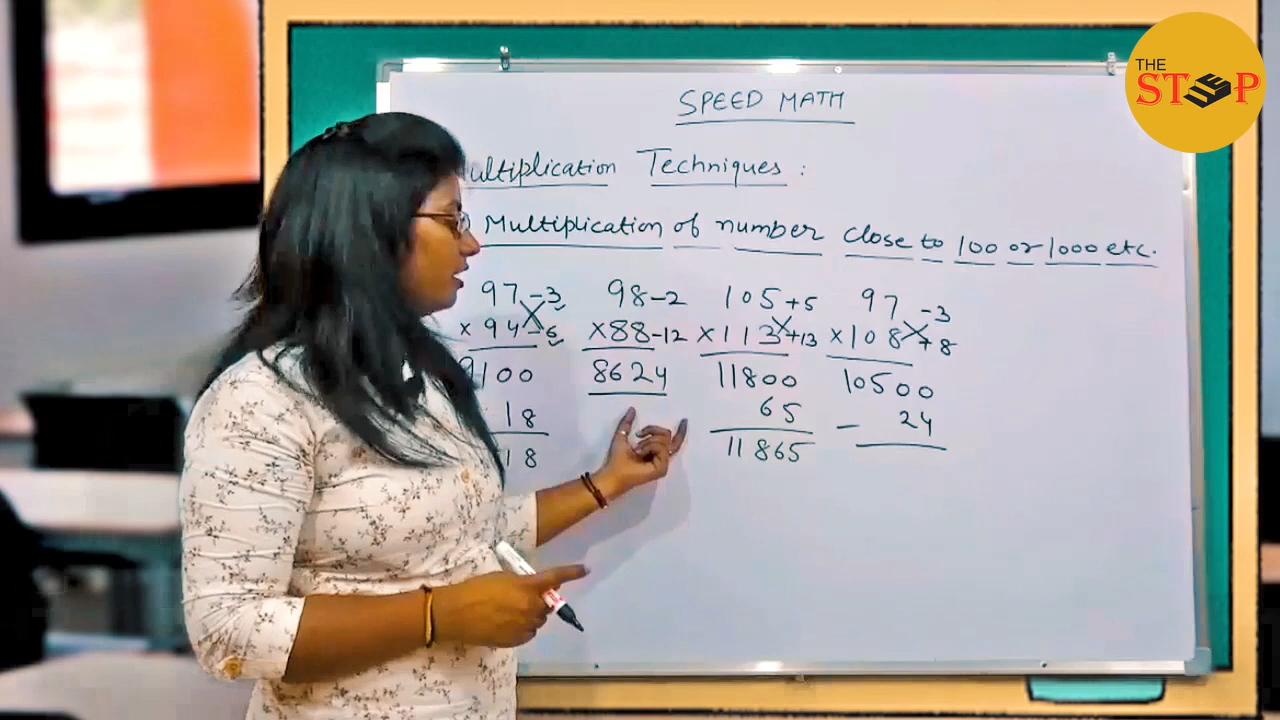 THE
STEP
SPEED MATH
ultiplication Techniques :
Multiplication of number close to 100 or 1000 etc.
97 -3 98 -2 105 +5 97 -3
× 94 -6 ×88 -12 ×113 +13 ×108 +8
9100 8624 11800 10500
18 65 - 24
18 11865